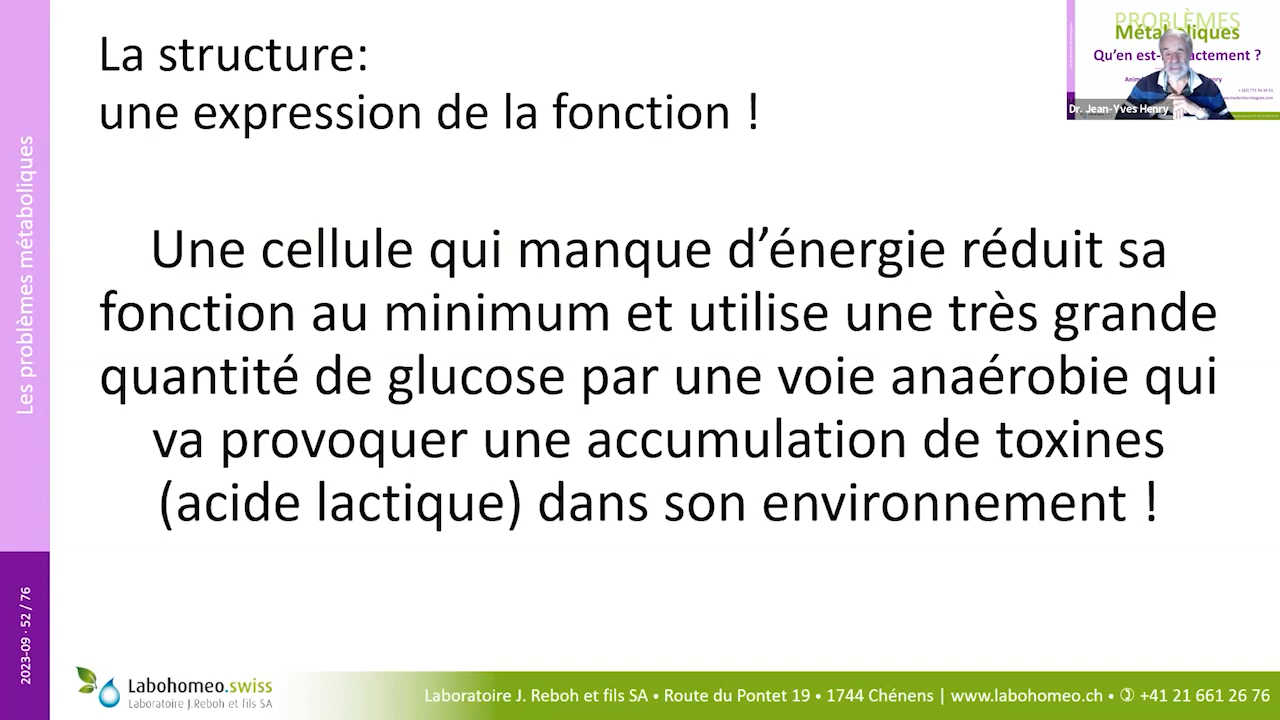 La structure:
une expression de la fonction !
Une cellule qui manque d’énergie réduit sa
fonction au minimum et utilise une très grande
quantité de glucose par une voie anaérobie qui
va provoquer une accumulation de toxines
(acide lactique) dans son environnement !
Les problèmes métaboliques
2023-09 · 52 / 76
PROBLÈMES
Qu’en est-
actement ?
Dr. Jean-Yves Henry
Labohomeo.swiss
Laboratoire J.Reboh et fils SA
Laboratoire J. Reboh et fils SA • Route du Pontet 19 • 1744 Chénens | www.labohomeo.ch • ✆ +41 21 661 26 76